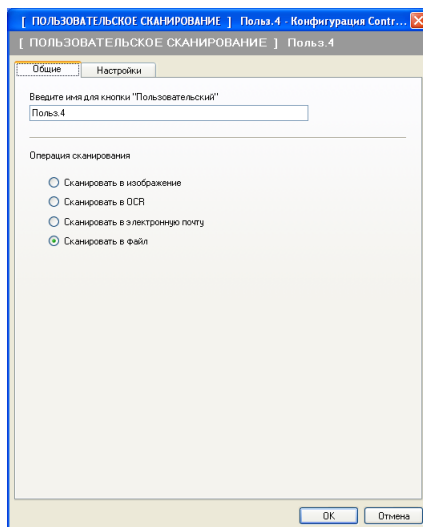 [ ПОЛЬЗОВАТЕЛЬСКОЕ СКАНИРОВАНИЕ ] Польз.4 - Конфигурация Contr...
[ ПОЛЬЗОВАТЕЛЬСКОЕ СКАНИРОВАНИЕ ] Польз.4
Общие Настройки
Введите имя для кнопки "Пользовательский"
Польз.4
Операция сканирования
Сканировать в изображение
Сканировать в OCR
Сканировать в электронную почту
Сканировать в файл
OK Отмена